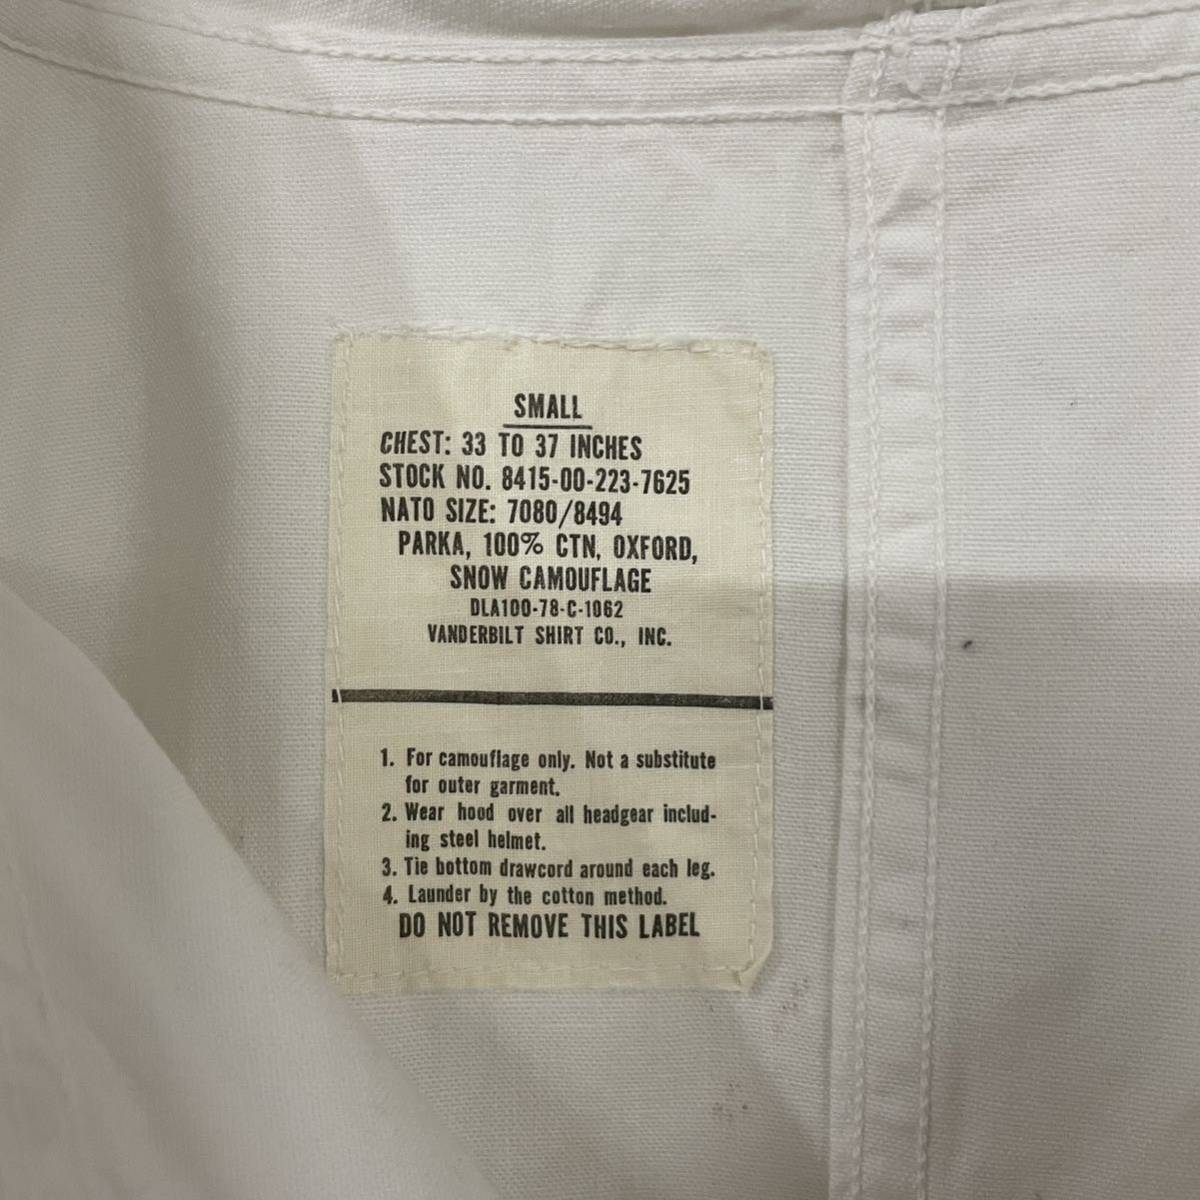 SMALL
CHEST: 33 TO 37 INCHES
STOCK NO. 8415-00-223-7625
NATO SIZE: 7080/8494
PARKA, 100% CTN, OXFORD,
SNOW CAMOUFLAGE
DLA100-78-C-1062
VANDERBILT SHIRT CO., INC.
1. For camouflage only. Not a substitute
for outer garment.
2. Wear hood over all headgear includ-
ing steel helmet.
3. Tie bottom drawcord around each leg.
4. Launder by the cotton method.
DO NOT REMOVE THIS LABEL